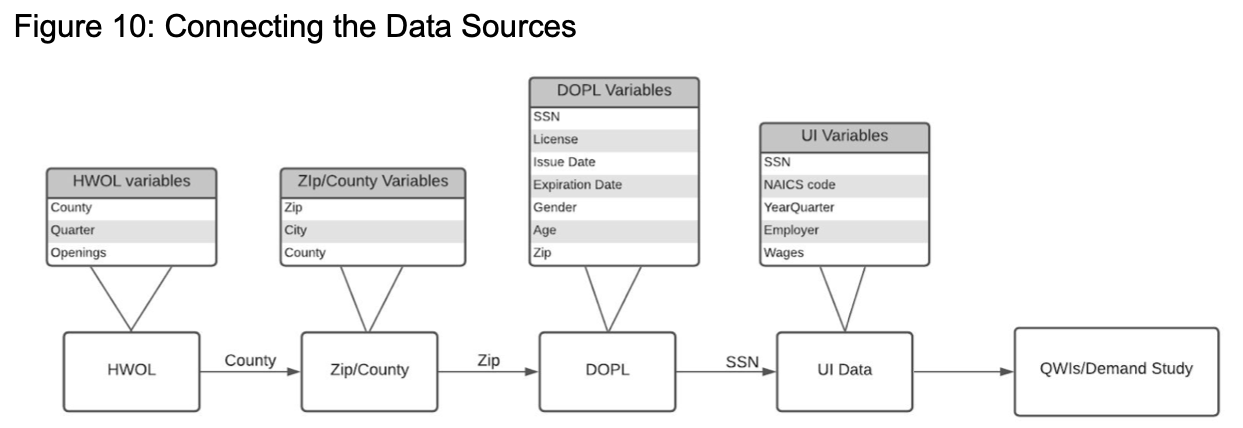 Figure 10: Connecting the Data Sources
HWOL variables
County
Quarter
Openings
ZIp/County Variables
Zip
City
County
DOPL Variables
SSN
License
Issue Date
Expiration Date
Gender
Age
Zip
UI Variables
SSN
NAICS code
YearQuarter
Employer
Wages
HWOL
County
Zip/County
Zip
DOPL
SSN
UI Data
QWIs/Demand Study